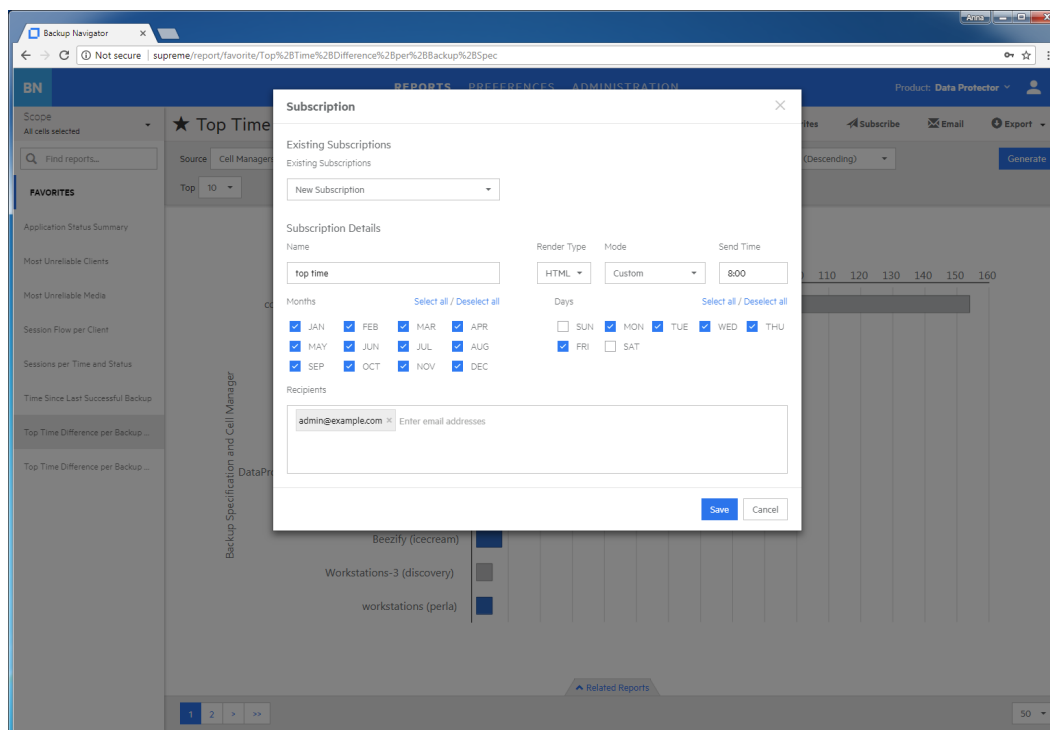 Anna
Backup Navigator
Not secure | supreme/report/favorite/Top%2BTime%2BDifference%2Bper%2BBackup%2BSpec
BN
REPORTS PREFERENCES ADMINISTRATION
Product: Data Protector
Scope
All cells selected
Top Time
Subscribe
Email
Export
Find reports...
Source
Top 10
(Descending)
Generate
FAVORITES
Application Status Summary
Most Unreliable Clients
Most Unreliable Media
Session Flow per Client
Sessions per Time and Status
Time Since Last Successful Backup
Top Time Difference per Backup ...
Top Time Difference per Backup ...
Subscription
Existing Subscriptions
Existing Subscriptions
New Subscription
Subscription Details
Name
Render Type
Mode
Send Time
top time
HTML
Custom
8:00
Months
Select all / Deselect all
Days
Select all / Deselect all
JAN FEB MAR APR
MAY JUN JUL AUG
SEP OCT NOV DEC
SUN MON TUE WED THU
FRI SAT
Recipients
admin@example.com × Enter email addresses
Save
Cancel
110 120 130 140 150 160
Backup Specification and Cell Manager
Beezify (icecream)
Workstations-3 (discovery)
workstations (perla)
Related Reports
1 2 > >>
50